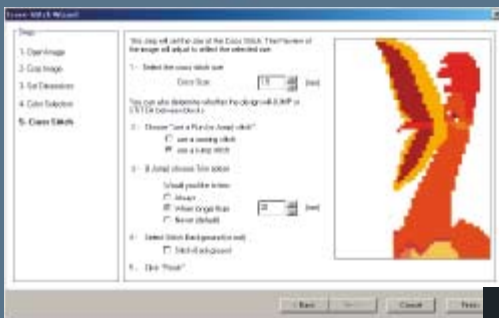 Cross Stitch Wizard
Steps
1- Open Image
2- Crop Image
3- Set Dimensions
4- Color Selection
5- Cross Stitch
This step will set the size of the Cross Stitch. The Preview of
the image will adjust to reflect the selected size
1 - Select the cross stitch size
Cross Size
(mm)
You can also determine whether the design will JUMP or
STITCH between blocks
2 - Choose "use a Run (or Jump) stitch"
use a running stitch
use a jump stitch
3 - If Jump, choose Trim option
Would you like to trim:
Always
When longer than
(mm)
Never (default)
4 - Select Stitch Background (or not)
Stitch Background
5 - Click "Finish"
< Back
Cancel